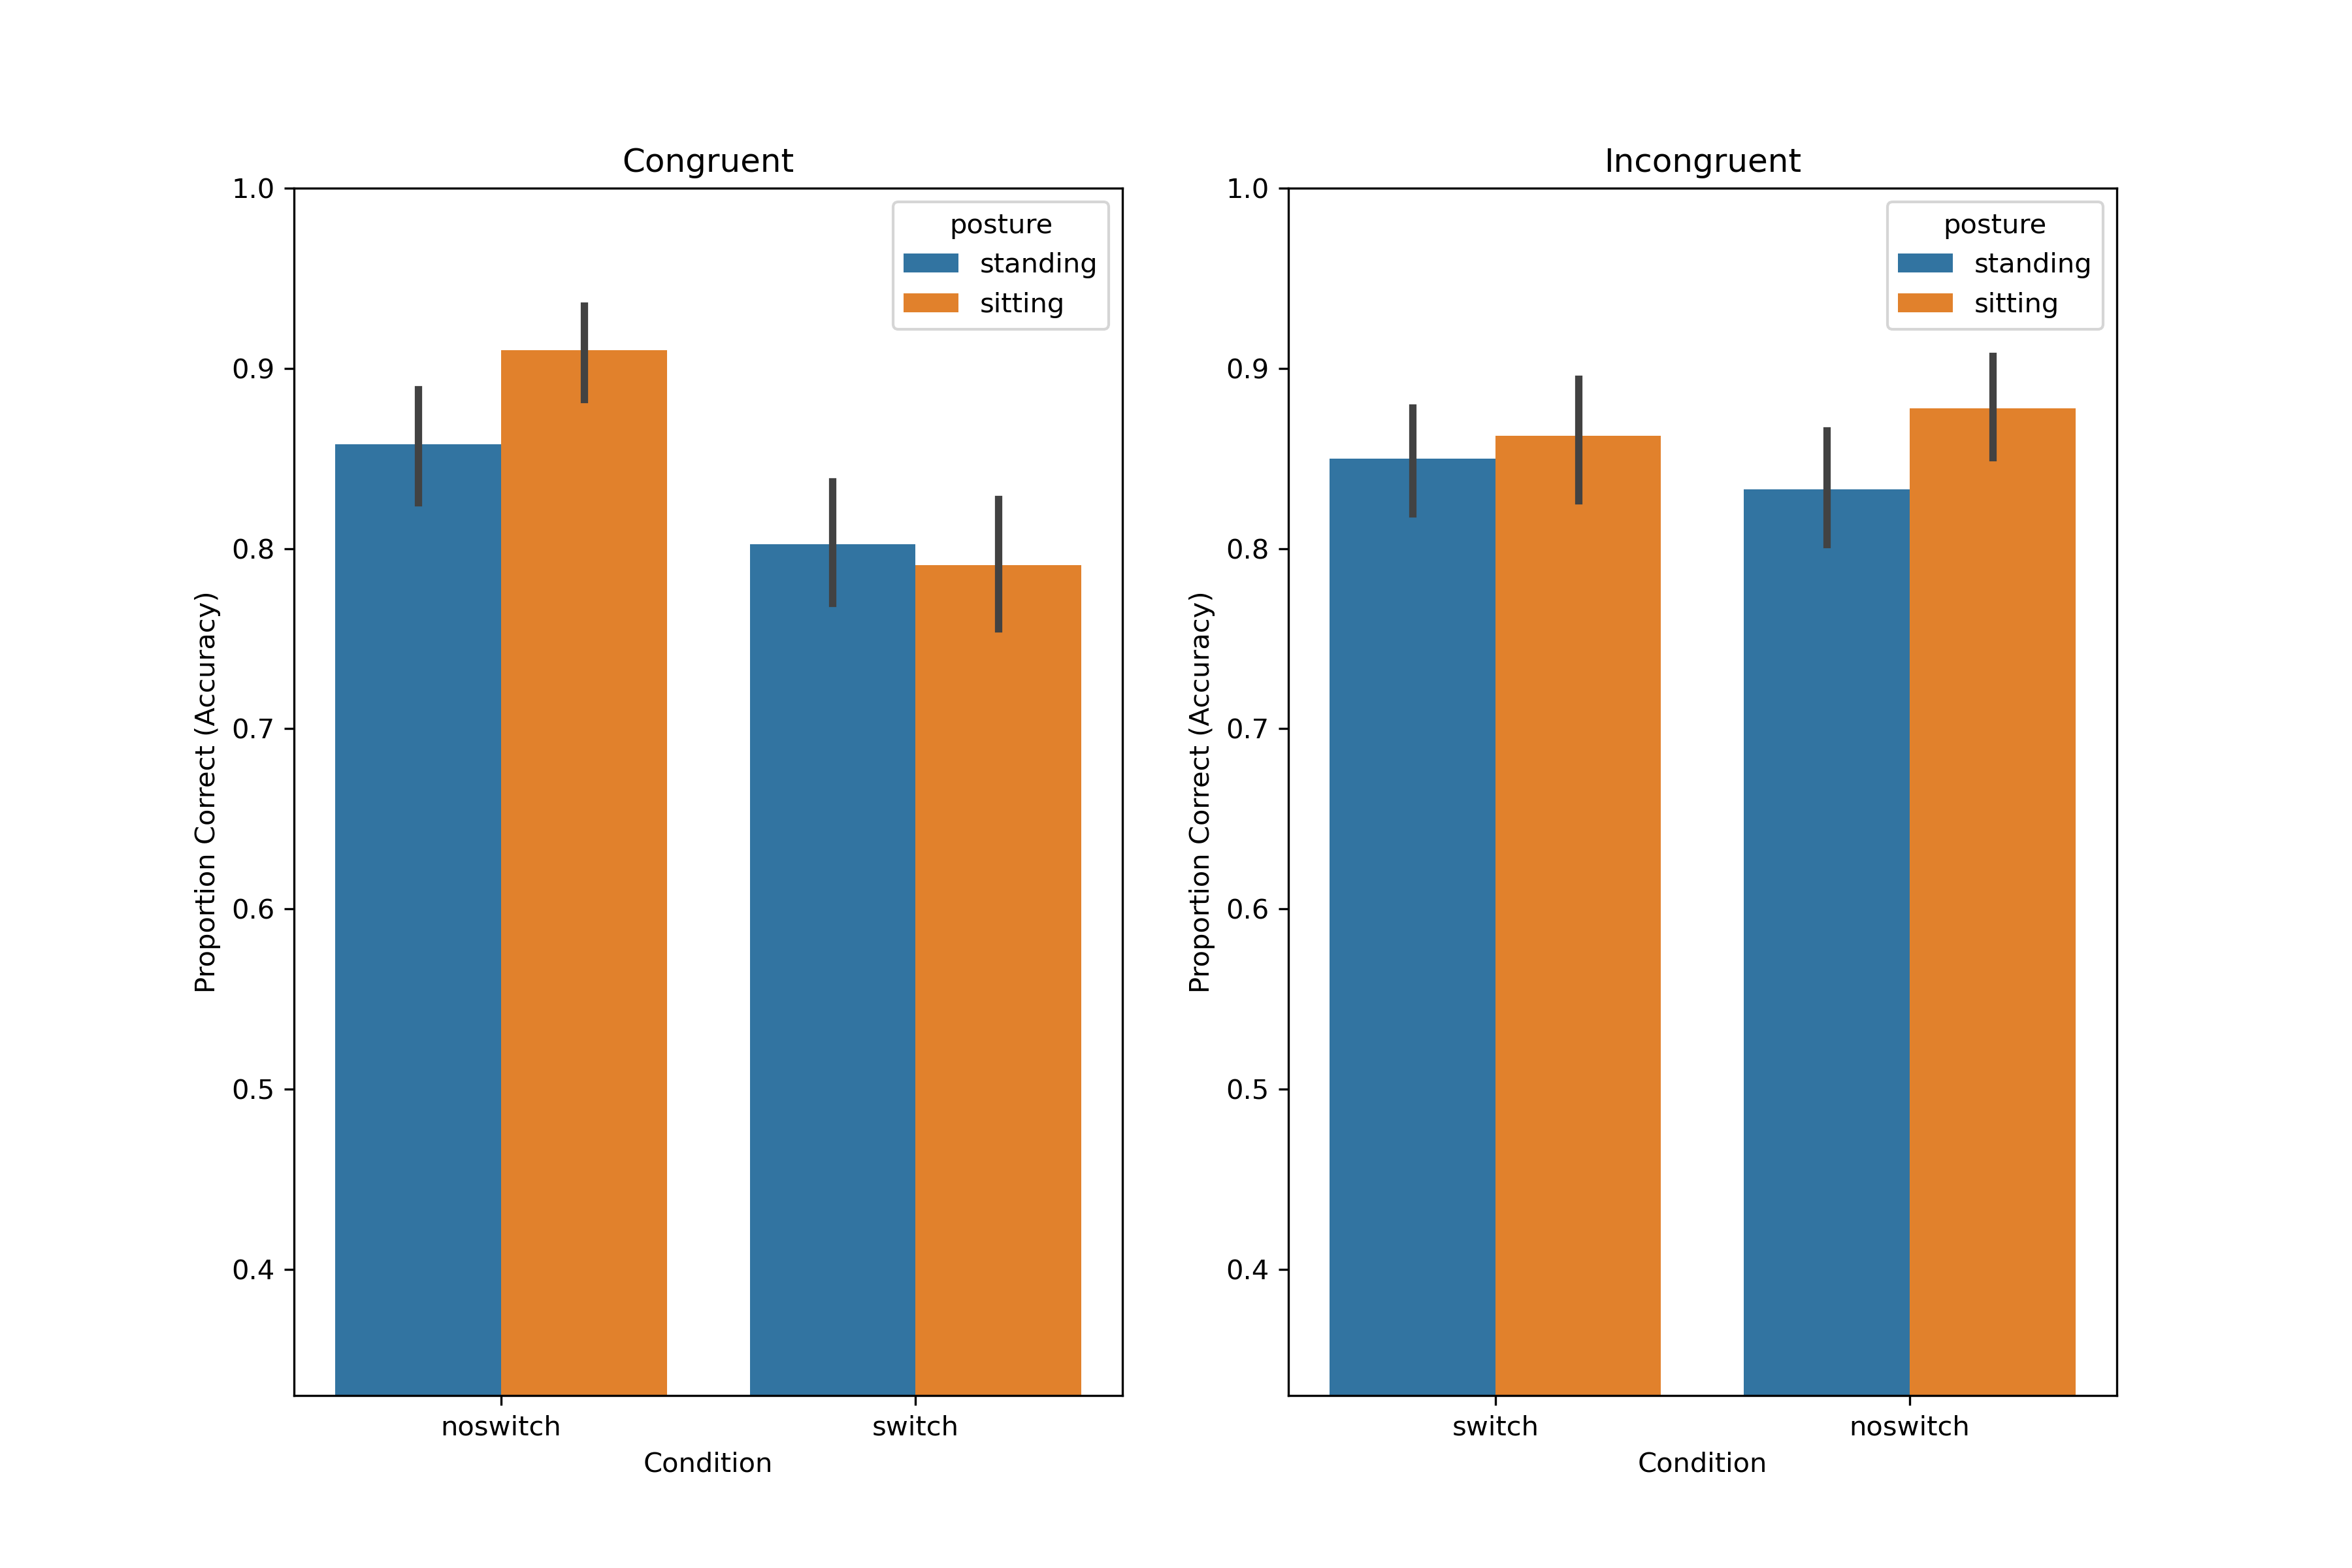 Congruent
1.0
0.9
0.8
0.7
0.6
0.5
0.4
Proportion Correct (Accuracy)
posture
standing
sitting
noswitch
switch
Condition
Incongruent
1.0
0.9
0.8
0.7
0.6
0.5
0.4
Proportion Correct (Accuracy)
posture
standing
sitting
switch
noswitch
Condition